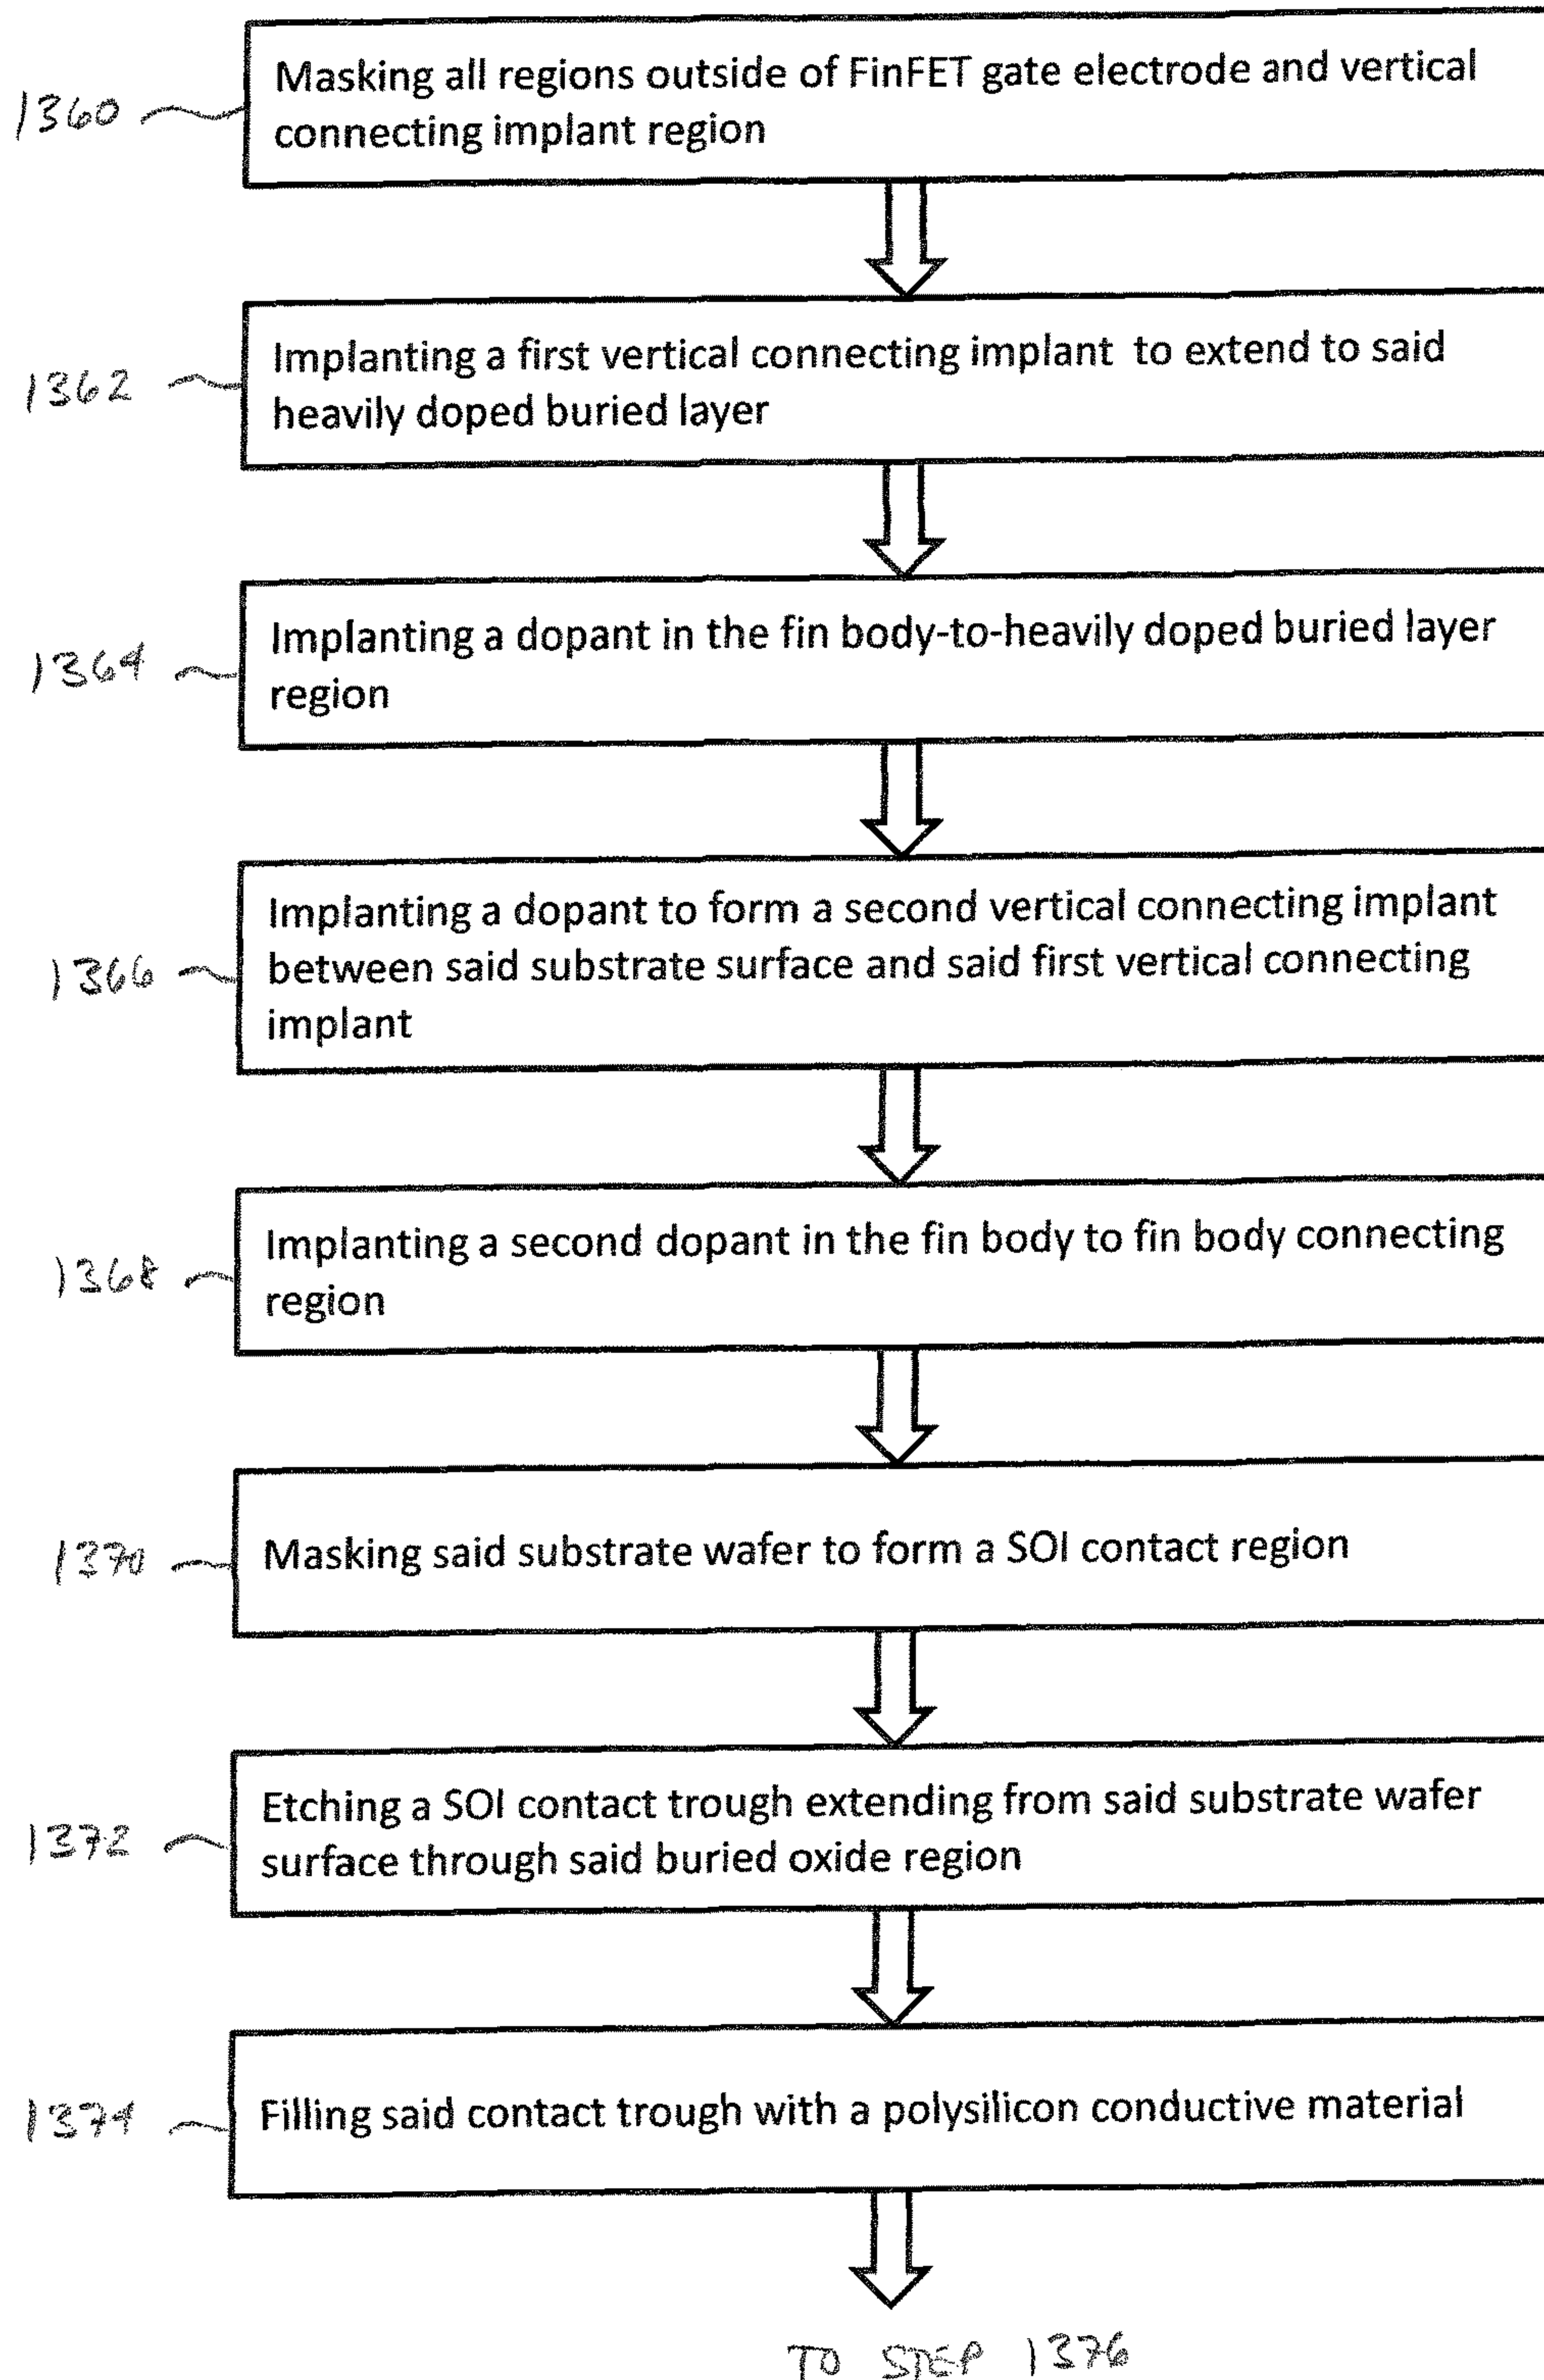 1360
Masking all regions outside of FinFET gate electrode and vertical
connecting implant region
1362
Implanting a first vertical connecting implant to extend to said
heavily doped buried layer
1364
Implanting a dopant in the fin body-to-heavily doped buried layer
region
1366
Implanting a dopant to form a second vertical connecting implant
between said substrate surface and said first vertical connecting
implant
1368
Implanting a second dopant in the fin body to fin body connecting
region
1370
Masking said substrate wafer to form a SOI contact region
1372
Etching a SOI contact trough extending from said substrate wafer
surface through said buried oxide region
1374
Filling said contact trough with a polysilicon conductive material
TO STEP 1376